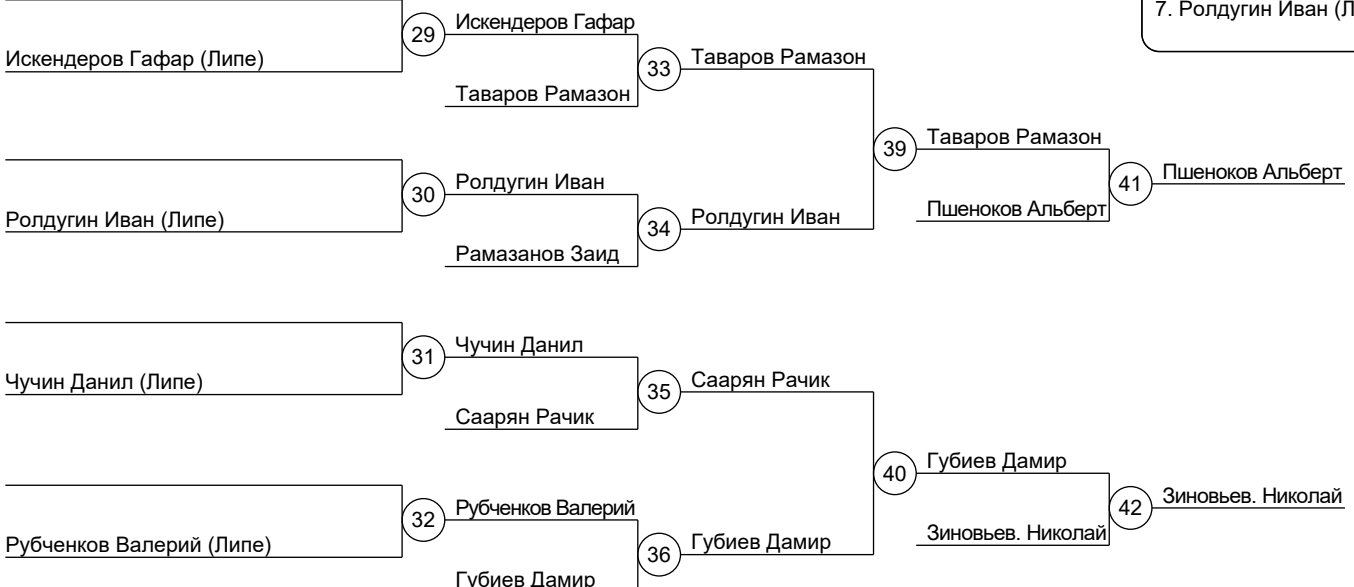 7. Ролдугин Иван (Л
29
Искендеров Гафар
Искендеров Гафар (Липе)
33
Таваров Рамазон
Таваров Рамазон
39
Таваров Рамазон
30
Ролдугин Иван
41
Пшеноков Альберт
Ролдугин Иван (Липе)
34
Ролдугин Иван
Пшеноков Альберт
Рамазанов Заид
31
Чучин Данил
Чучин Данил (Липе)
35
Саарян Рачик
Саарян Рачик
40
Губиев Дамир
32
Рубченков Валерий
42
Зиновьев. Николай
Рубченков Валерий (Липе)
36
Губиев Дамир
Зиновьев. Николай
Губиев Дамир